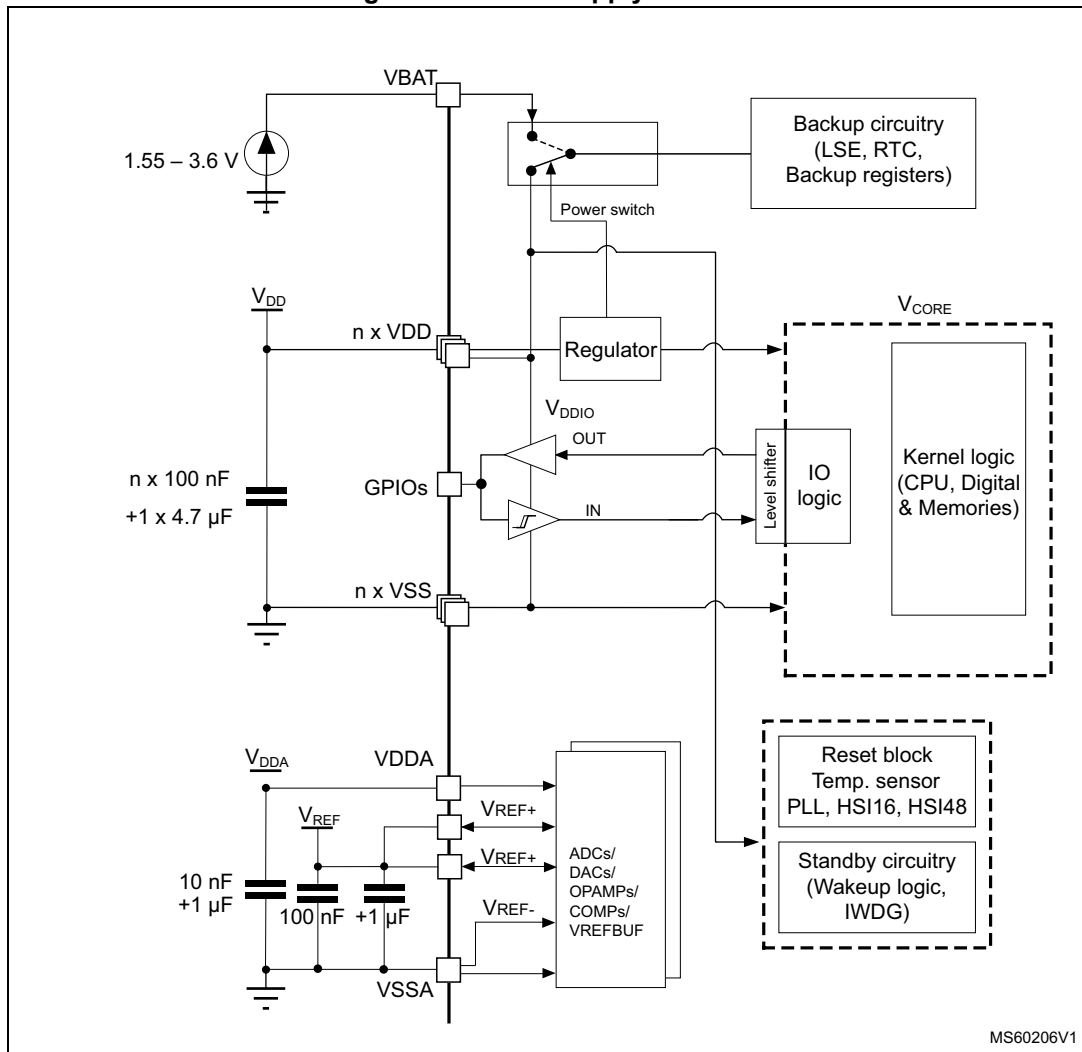 VBAT
1.55 – 3.6 V
Power switch
Backup circuitry
(LSE, RTC,
Backup registers)
VDD
n x VDD
Regulator
VCORE
VDDIO
OUT
n x 100 nF
+1 x 4.7 µF
GPIOs
IN
Level shifter
IO
logic
Kernel logic
(CPU, Digital
& Memories)
n x VSS
VDDA
VDDA
VREF
VREF+
VREF+
10 nF
+1 µF
100 nF
+1 µF
VREF-
ADCs/
DACs/
OPAMPs/
COMPs/
VREFBUF
VSSA
Reset block
Temp. sensor
PLL, HSI16, HSI48
Standby circuitry
(Wakeup logic,
IWDG)
MS60206V1